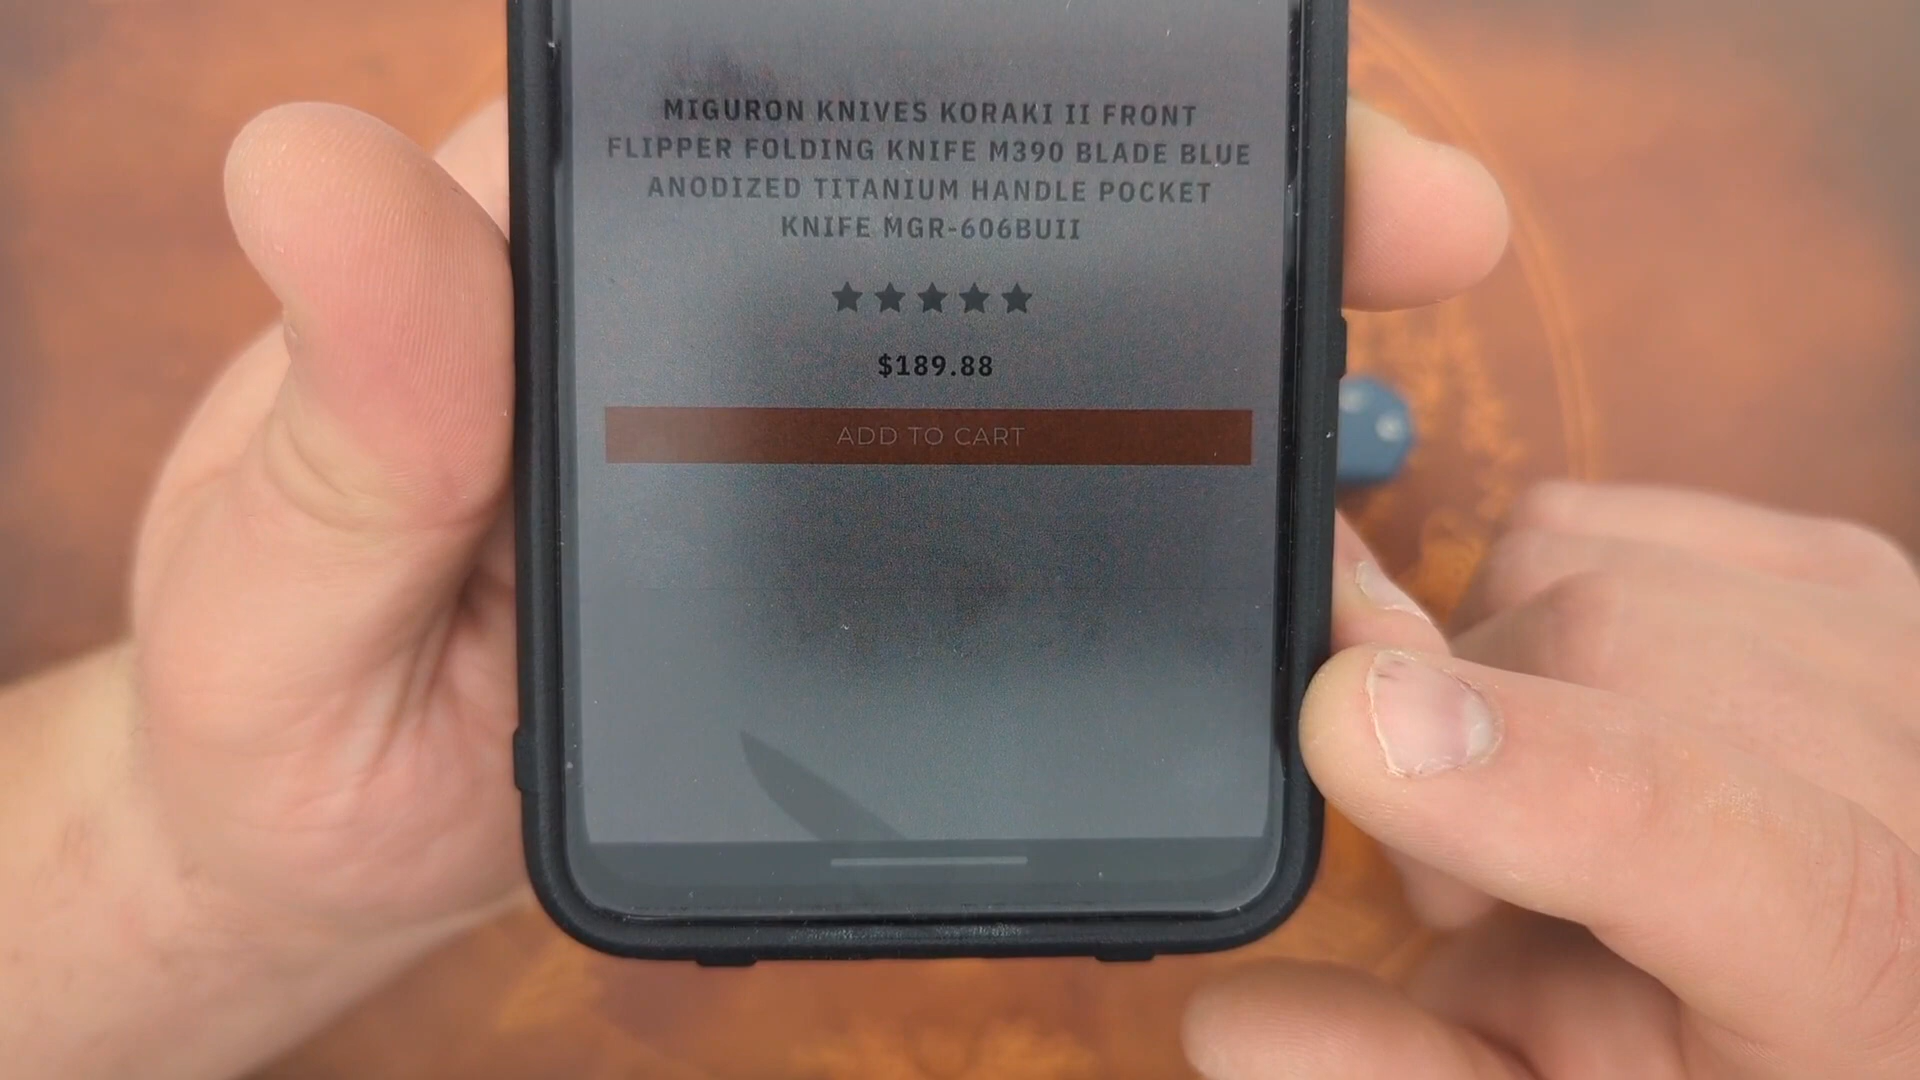 MIGURON KNIVES KORAKI II FRONT
FLIPPER FOLDING KNIFE M390 BLADE BLUE
ANODIZED TITANIUM HANDLE POCKET
KNIFE MGR-606BUII
$189.88
ADD TO CART